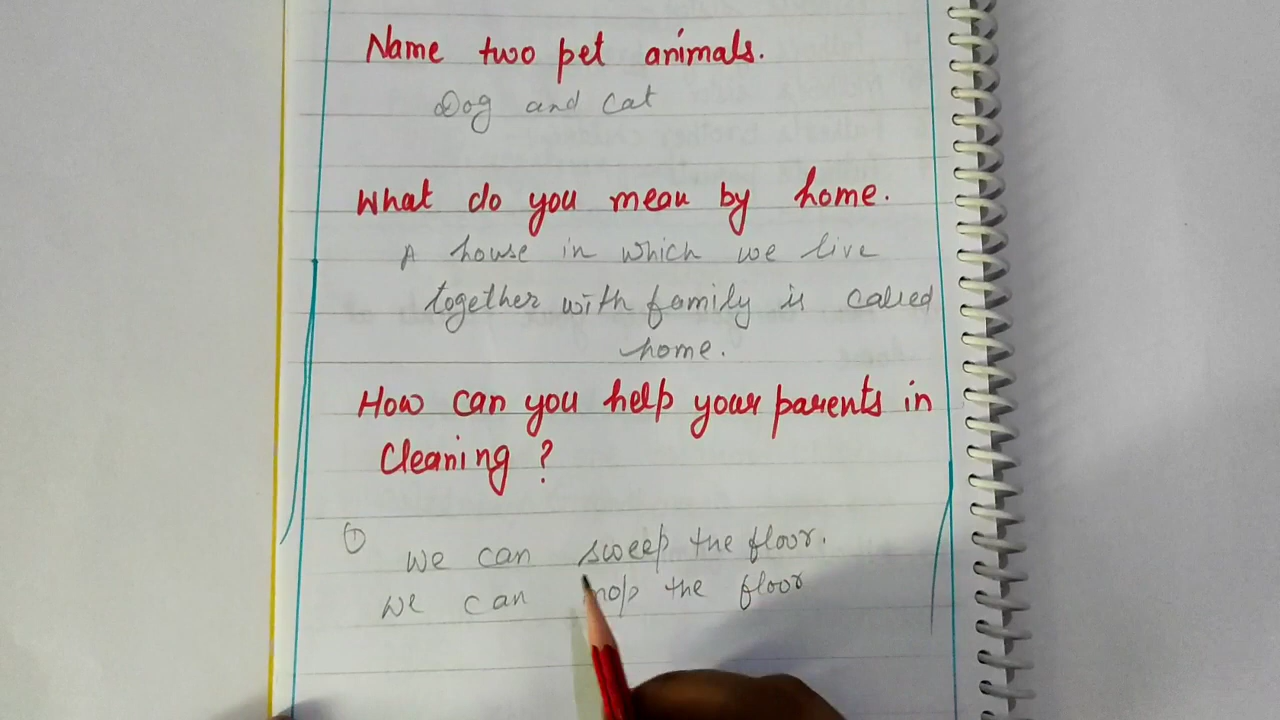 Name two pet animals.
Dog and cat
What do you mean by home.
A house in which we live
together with family is called
home.
How can you help your parents in
cleaning ?
① we can sweep the floor.
we can mop the floor